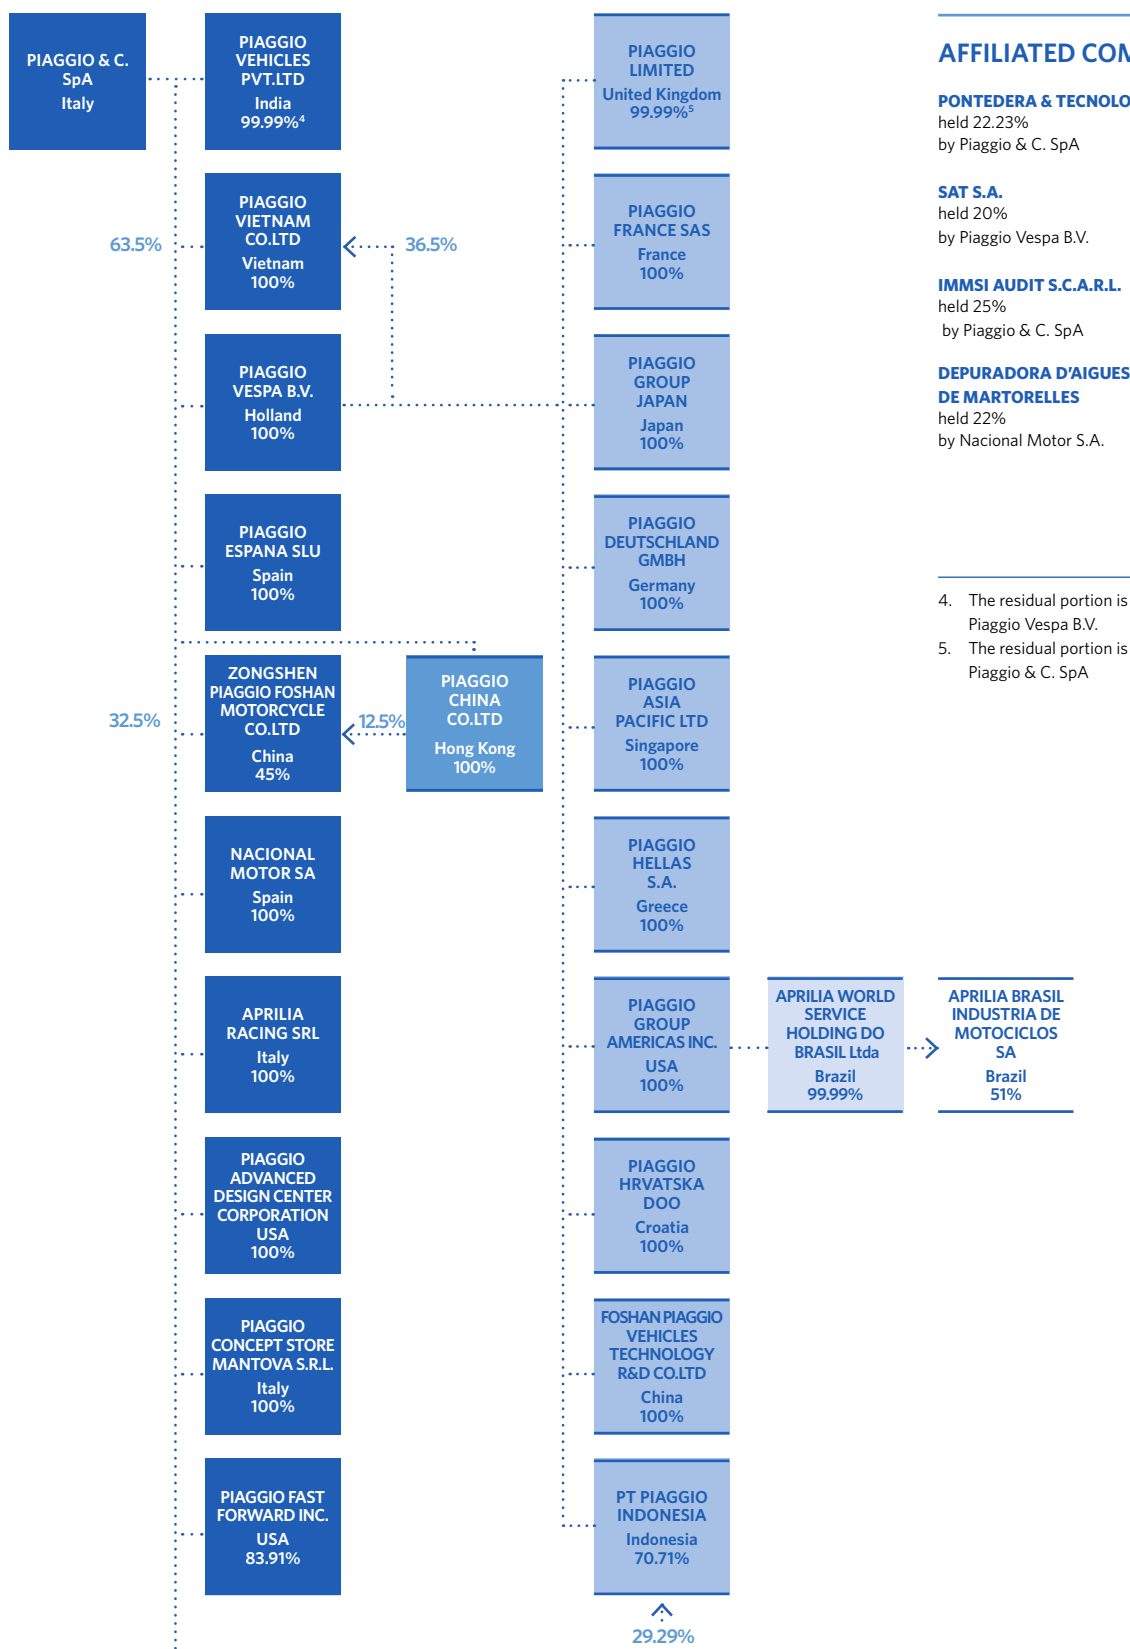 PIAGGIO & C.
SpA
Italy
PIAGGIO
VEHICLES
PVT.LTD
India
99.99%4
63.5%
PIAGGIO
VIETNAM
CO.LTD
Vietnam
100%
36.5%
PIAGGIO
VESPA B.V.
Holland
100%
PIAGGIO
ESPANA SLU
Spain
100%
32.5%
ZONGSHEN
PIAGGIO FOSHAN
MOTORCYCLE
CO.LTD
China
45%
12.5%
PIAGGIO
CHINA
CO.LTD
Hong Kong
100%
NACIONAL
MOTOR SA
Spain
100%
APRILIA
RACING SRL
Italy
100%
PIAGGIO
ADVANCED
DESIGN CENTER
CORPORATION
USA
100%
PIAGGIO
CONCEPT STORE
MANTOVA S.R.L.
Italy
100%
PIAGGIO FAST
FORWARD INC.
USA
83.91%
PIAGGIO
LIMITED
United Kingdom
99.99%5
PIAGGIO
FRANCE SAS
France
100%
PIAGGIO
GROUP
JAPAN
Japan
100%
PIAGGIO
DEUTSCHLAND
GMBH
Germany
100%
PIAGGIO
ASIA
PACIFIC LTD
Singapore
100%
PIAGGIO
HELLAS
S.A.
Greece
100%
PIAGGIO
GROUP
AMERICAS INC.
USA
100%
APRILIA WORLD
SERVICE
HOLDING DO
BRASIL Ltda
Brazil
99.99%
APRILIA BRASIL
INDUSTRIA DE
MOTOCICLOS
SA
Brazil
51%
PIAGGIO
HRVATSKA
DOO
Croatia
100%
FOSHAN PIAGGIO
VEHICLES
TECHNOLOGY
R&D CO.LTD
China
100%
PT PIAGGIO
INDONESIA
Indonesia
70.71%
29.29%
AFFILIATED COM
PONTEDERA & TECNOLO
held 22.23%
by Piaggio & C. SpA
SAT S.A.
held 20%
by Piaggio Vespa B.V.
IMMSI AUDIT S.C.A.R.L.
held 25%
by Piaggio & C. SpA
DEPURADORA D'AIGUES
DE MARTORELLES
held 22%
by Nacional Motor S.A.
4. The residual portion is
Piaggio Vespa B.V.
5. The residual portion is
Piaggio & C. SpA